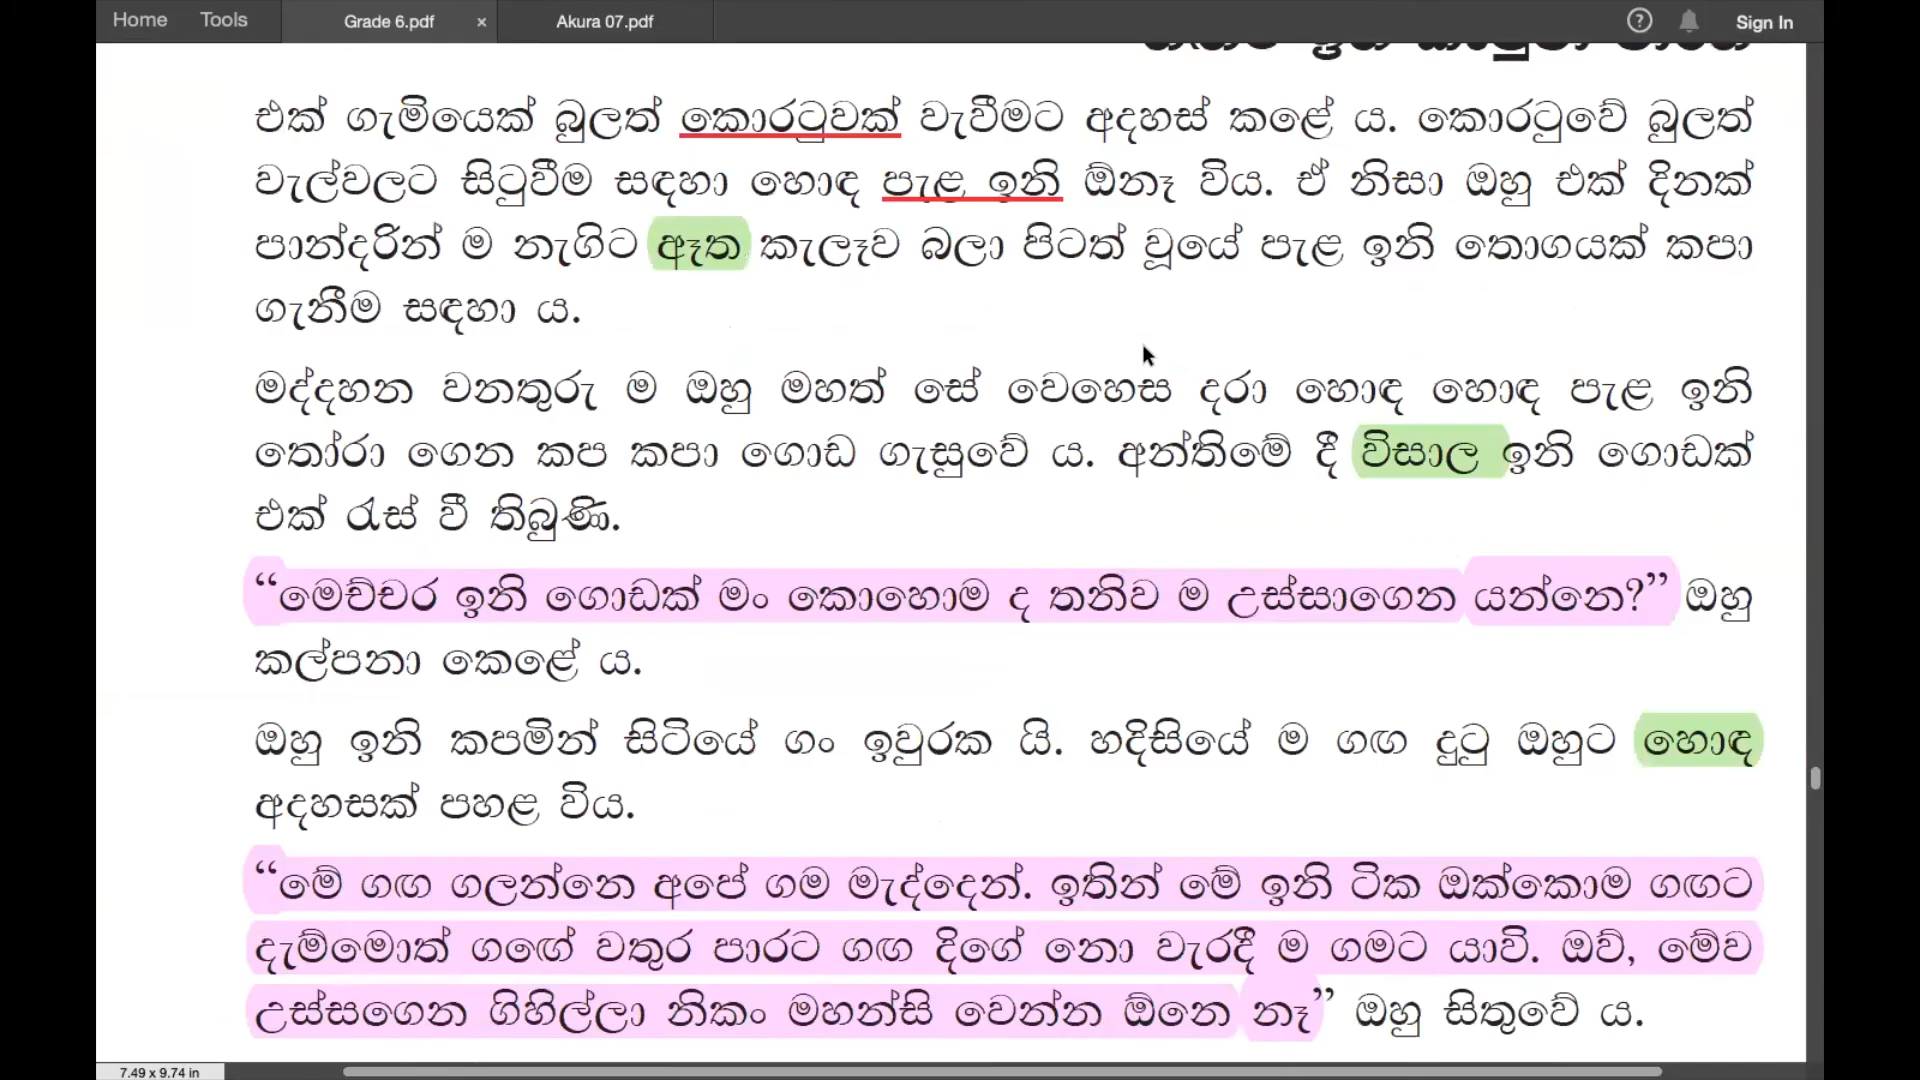 Home Tools Grade 6.pdf × Akura 07.pdf ? Sign In
එක් ගැමියෙක් බුලත් කොරටුවක් වැවීමට අදහස් කළේ ය. කොරටුවේ බුලත්
වැල්වලට සිටුවීම සඳහා හොඳ පැළ ඉනි ඕනෑ විය. ඒ නිසා ඔහු එක් දිනක්
පාන්දරින් ම නැගිට ඈත කැලෑව බලා පිටත් වූයේ පැළ ඉනි තොගයක් කපා
ගැනීම සඳහා ය.
මද්දහන වනතුරු ම ඔහු මහත් සේ වෙහෙස දරා හොඳ හොඳ පැළ ඉනි
තෝරා ගෙන කප කපා ගොඩ ගැසුවේ ය. අන්තිමේ දී විසාල ඉනි ගොඩක්
එක් රැස් වී තිබුණි.
“මෙච්චර ඉනි ගොඩක් මං කොහොම ද තනිව ම උස්සාගෙන යන්නෙ?” ඔහු
කල්පනා කෙළේ ය.
ඔහු ඉනි කපමින් සිටියේ ගං ඉවුරක යි. හදිසියේ ම ගඟ දුටු ඔහුට හොඳ
අදහසක් පහළ විය.
“මේ ගඟ ගලන්නෙ අපේ ගම මැද්දෙන්. ඉතින් මේ ඉනි ටික ඔක්කොම ගඟට
දැම්මොත් ගඟේ වතුර පාරට ගඟ දිගේ නො වැරදී ම ගමට යාවි. ඔව්, මේව
උස්සගෙන ගිහිල්ලා නිකං මහන්සි වෙන්න ඕනෙ නෑ” ඔහු සිතුවේ ය.
7.49 x 9.74 in